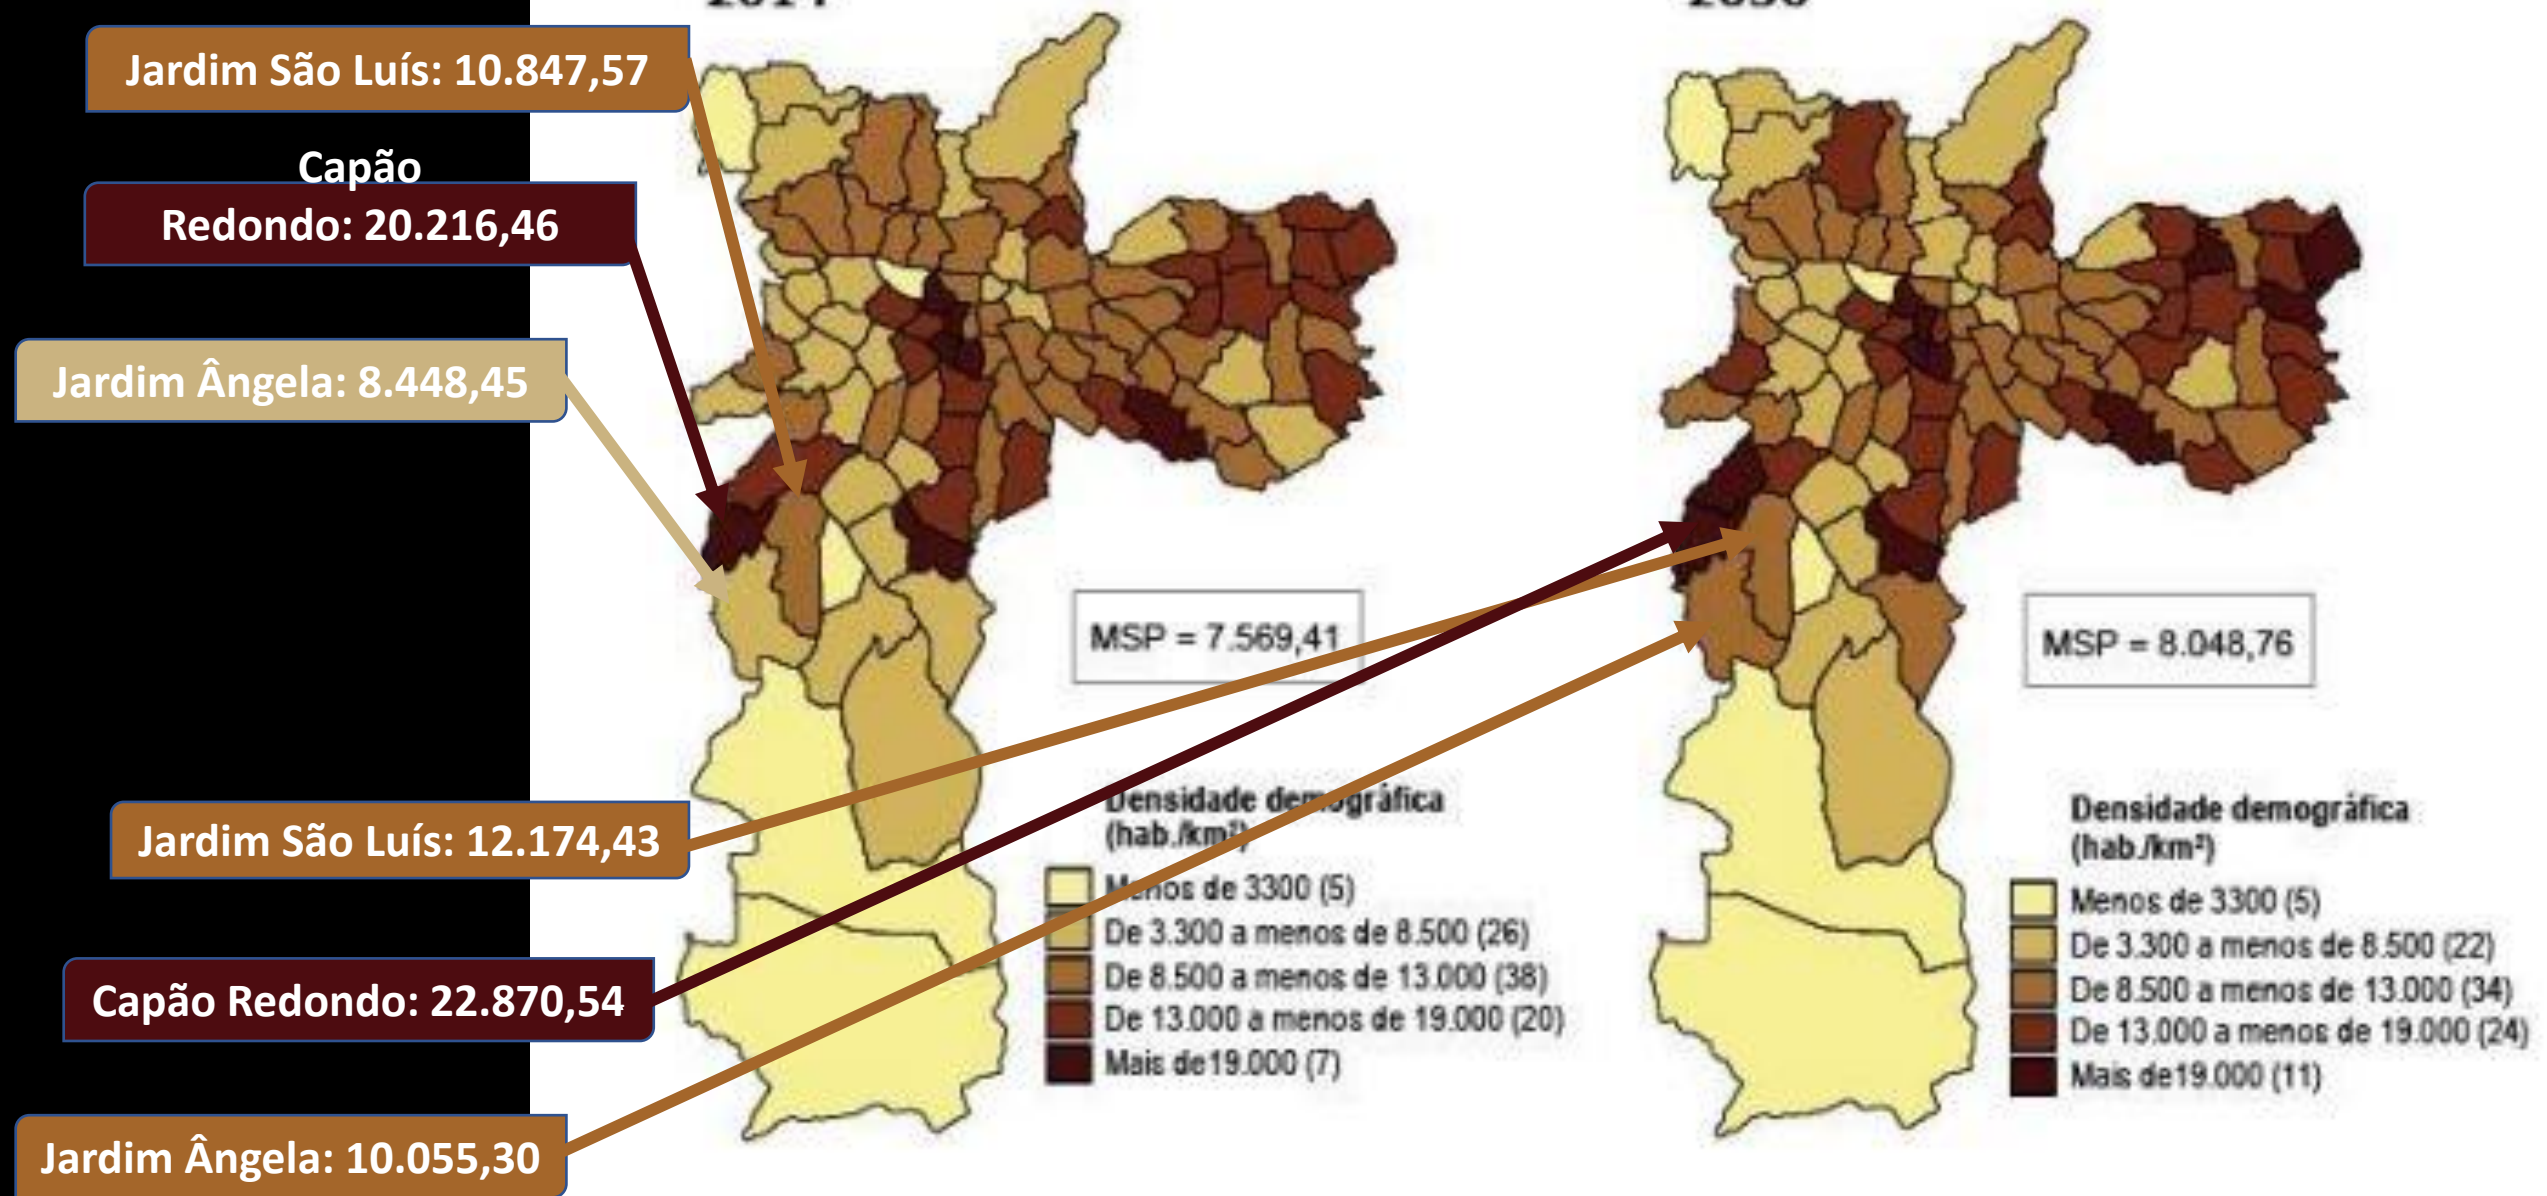 Jardim São Luís: 10.847,57
Capão
Redondo: 20.216,46
Jardim Ângela: 8.448,45
Jardim São Luís: 12.174,43
Capão Redondo: 22.870,54
Jardim Ângela: 10.055,30
MSP = 7.569,41
Densidade demográfica
(hab./km²)
Menos de 3300 (5)
De 3.300 a menos de 8.500 (26)
De 8.500 a menos de 13.000 (38)
De 13.000 a menos de 19.000 (20)
Mais de19.000 (7)
MSP = 8.048,76
Densidade demográfica
(hab./km²)
Menos de 3300 (5)
De 3.300 a menos de 8.500 (22)
De 8.500 a menos de 13.000 (34)
De 13.000 a menos de 19.000 (24)
Mais de19.000 (11)